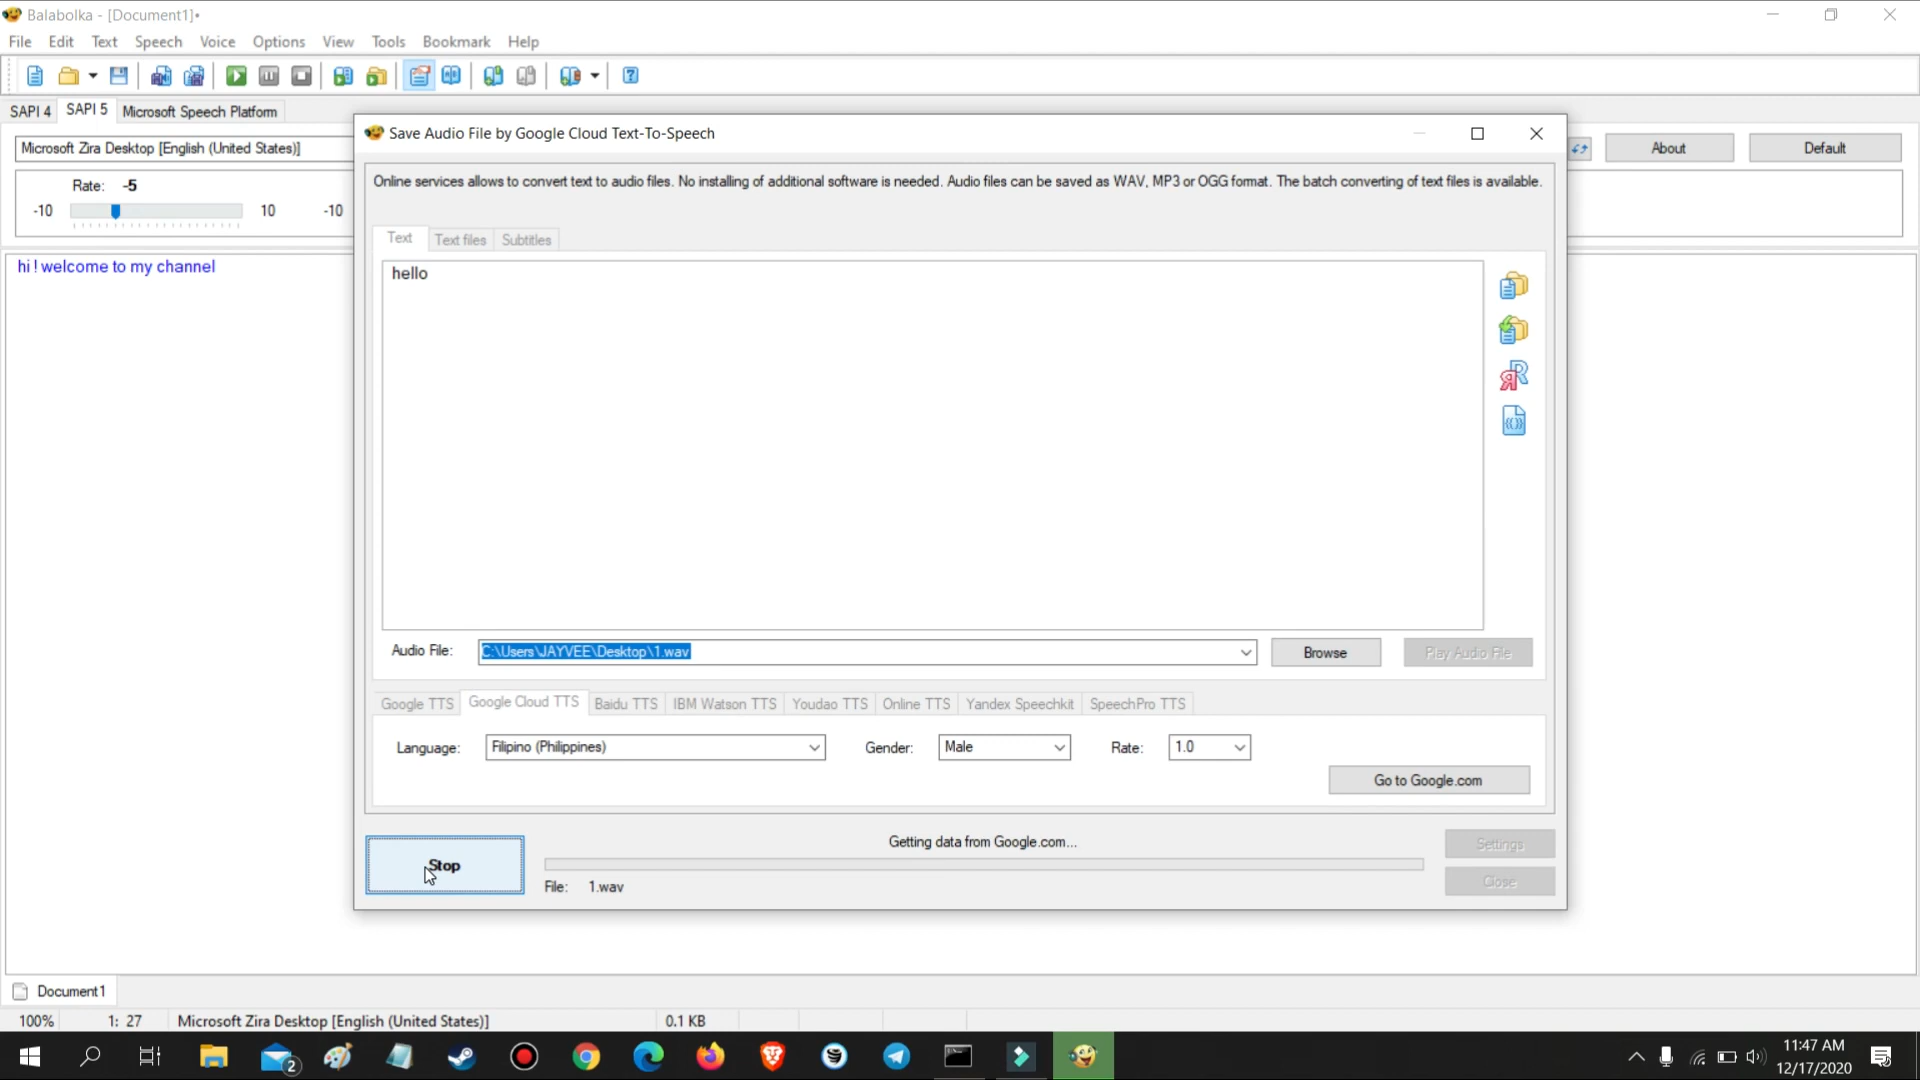 Balabolka - [Document1]*
File Edit Text Speech Voice Options View Tools Bookmark Help
SAPI 4 SAPI 5 Microsoft Speech Platform
Save Audio File by Google Cloud Text-To-Speech
Microsoft Zira Desktop [English (United States)]
About Default
Online services allows to convert text to audio files. No installing of additional software is needed. Audio files can be saved as WAV, MP3 or OGG format. The batch converting of text files is available.
Rate: -5
-10 10 -10
Text Text files Subtitles
hi ! welcome to my channel
hello
Audio File: C:\Users\JAYVEE\Desktop\1.wav Browse Play Audio File
Google TTS Google Cloud TTS Baidu TTS IBM Watson TTS Youdao TTS Online TTS Yandex Speechkit SpeechPro TTS
Language: Filipino (Philippines) Gender: Male Rate: 1.0
Go to Google.com
Getting data from Google.com...
Settings
Stop
File: 1.wav
Close
Document1
100% 1: 27 Microsoft Zira Desktop [English (United States)] 0.1 KB
2
11:47 AM
12/17/2020